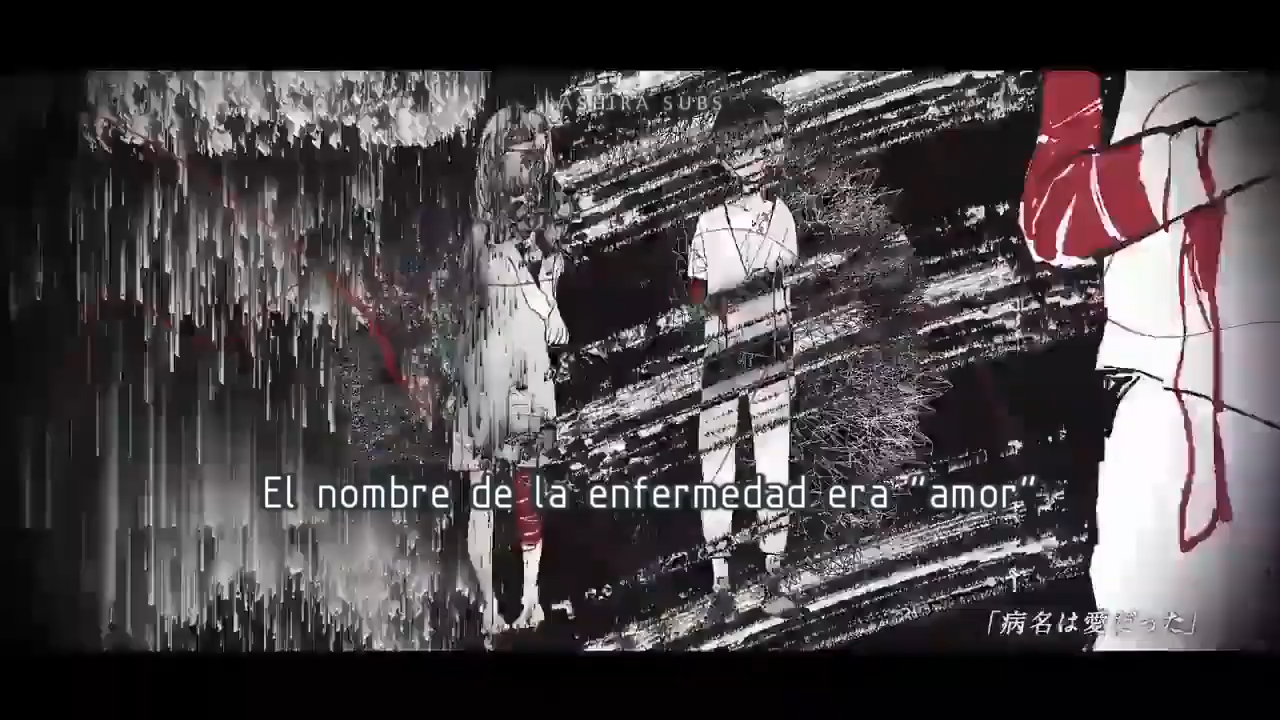 ASHIRA SUBS
El nombre de la enfermedad era "amor"
「病名は愛だった」